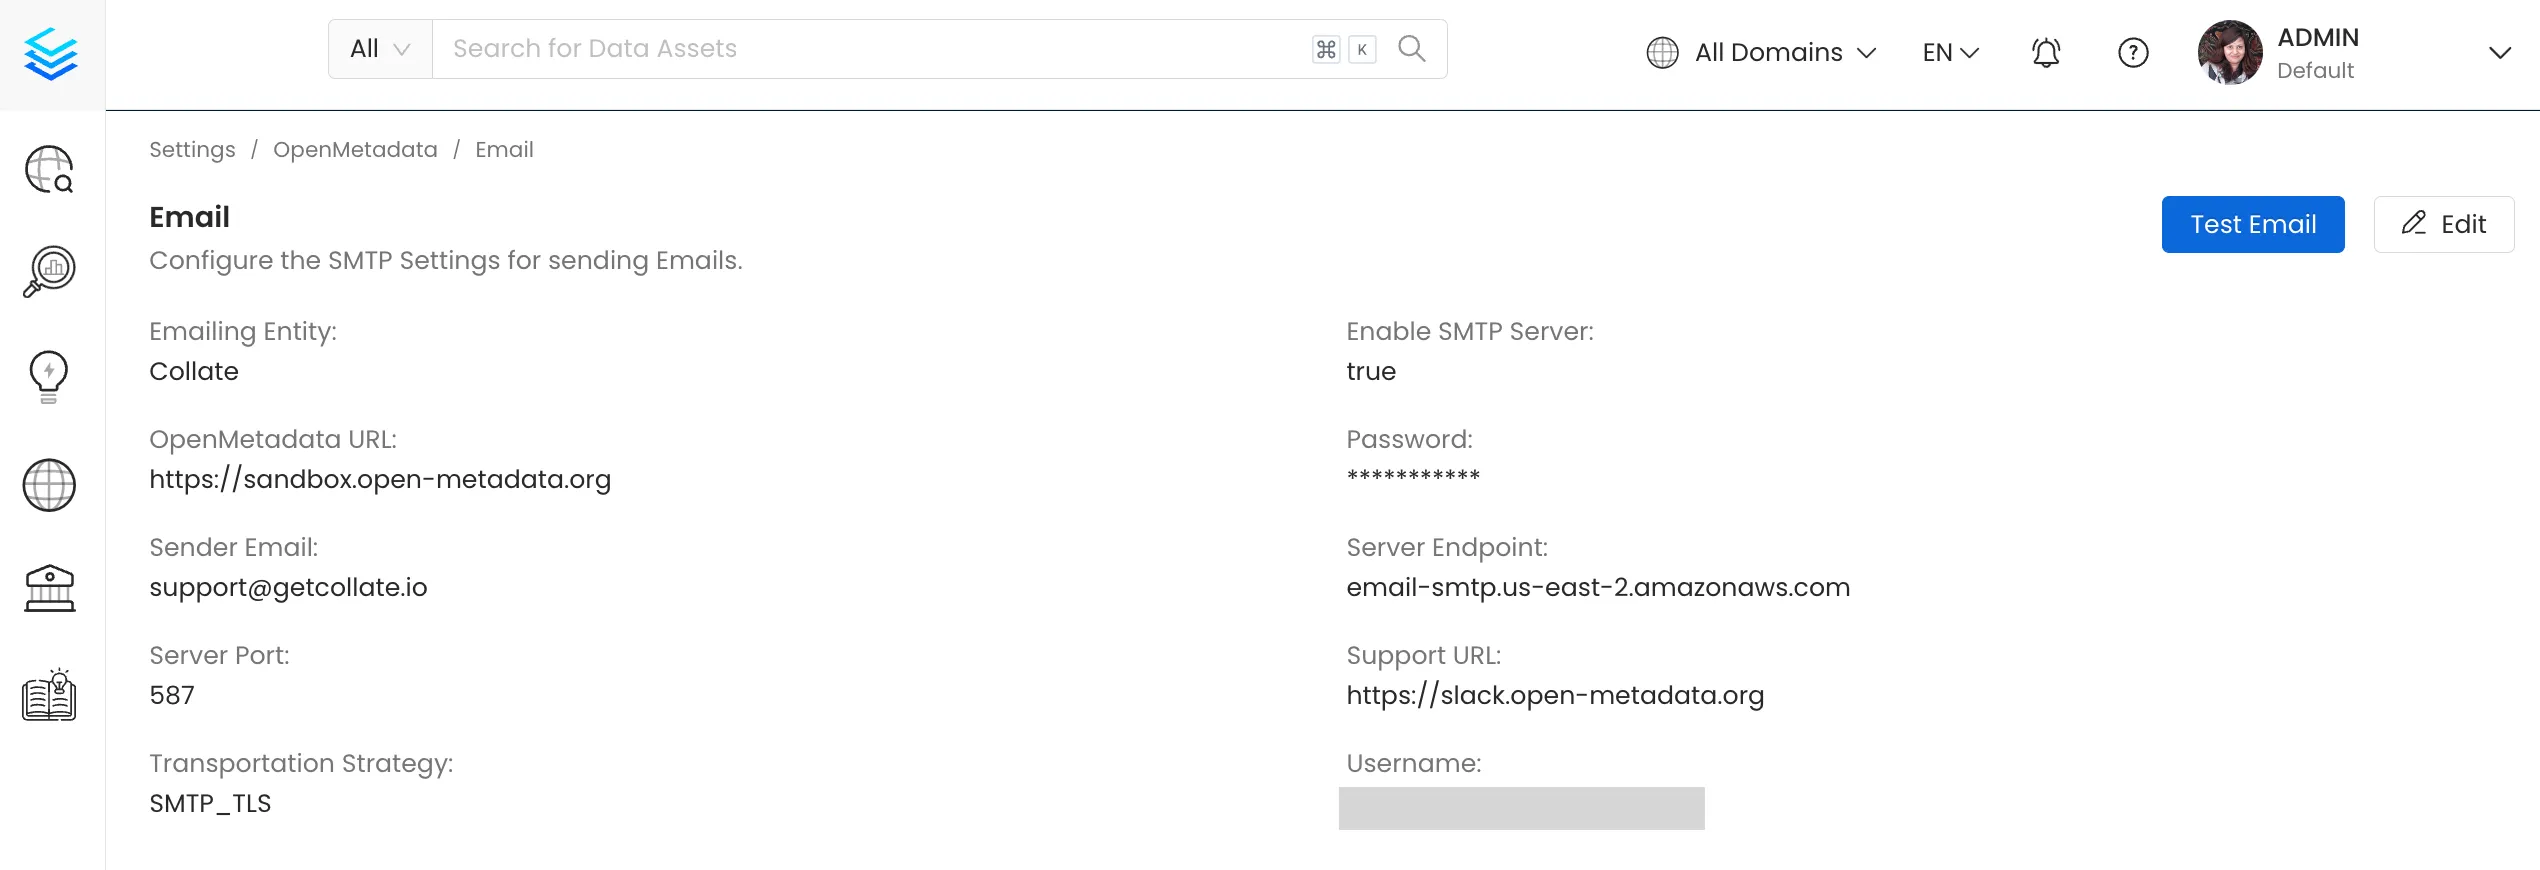 All
Search for Data Assets
⌘ K
All Domains
EN
ADMIN
Default
Settings / OpenMetadata / Email
Email
Configure the SMTP Settings for sending Emails.
Test Email
Edit
Emailing Entity:
Collate
Enable SMTP Server:
true
OpenMetadata URL:
https://sandbox.open-metadata.org
Password:
***********
Sender Email:
support@getcollate.io
Server Endpoint:
email-smtp.us-east-2.amazonaws.com
Server Port:
587
Support URL:
https://slack.open-metadata.org
Transportation Strategy:
SMTP_TLS
Username: